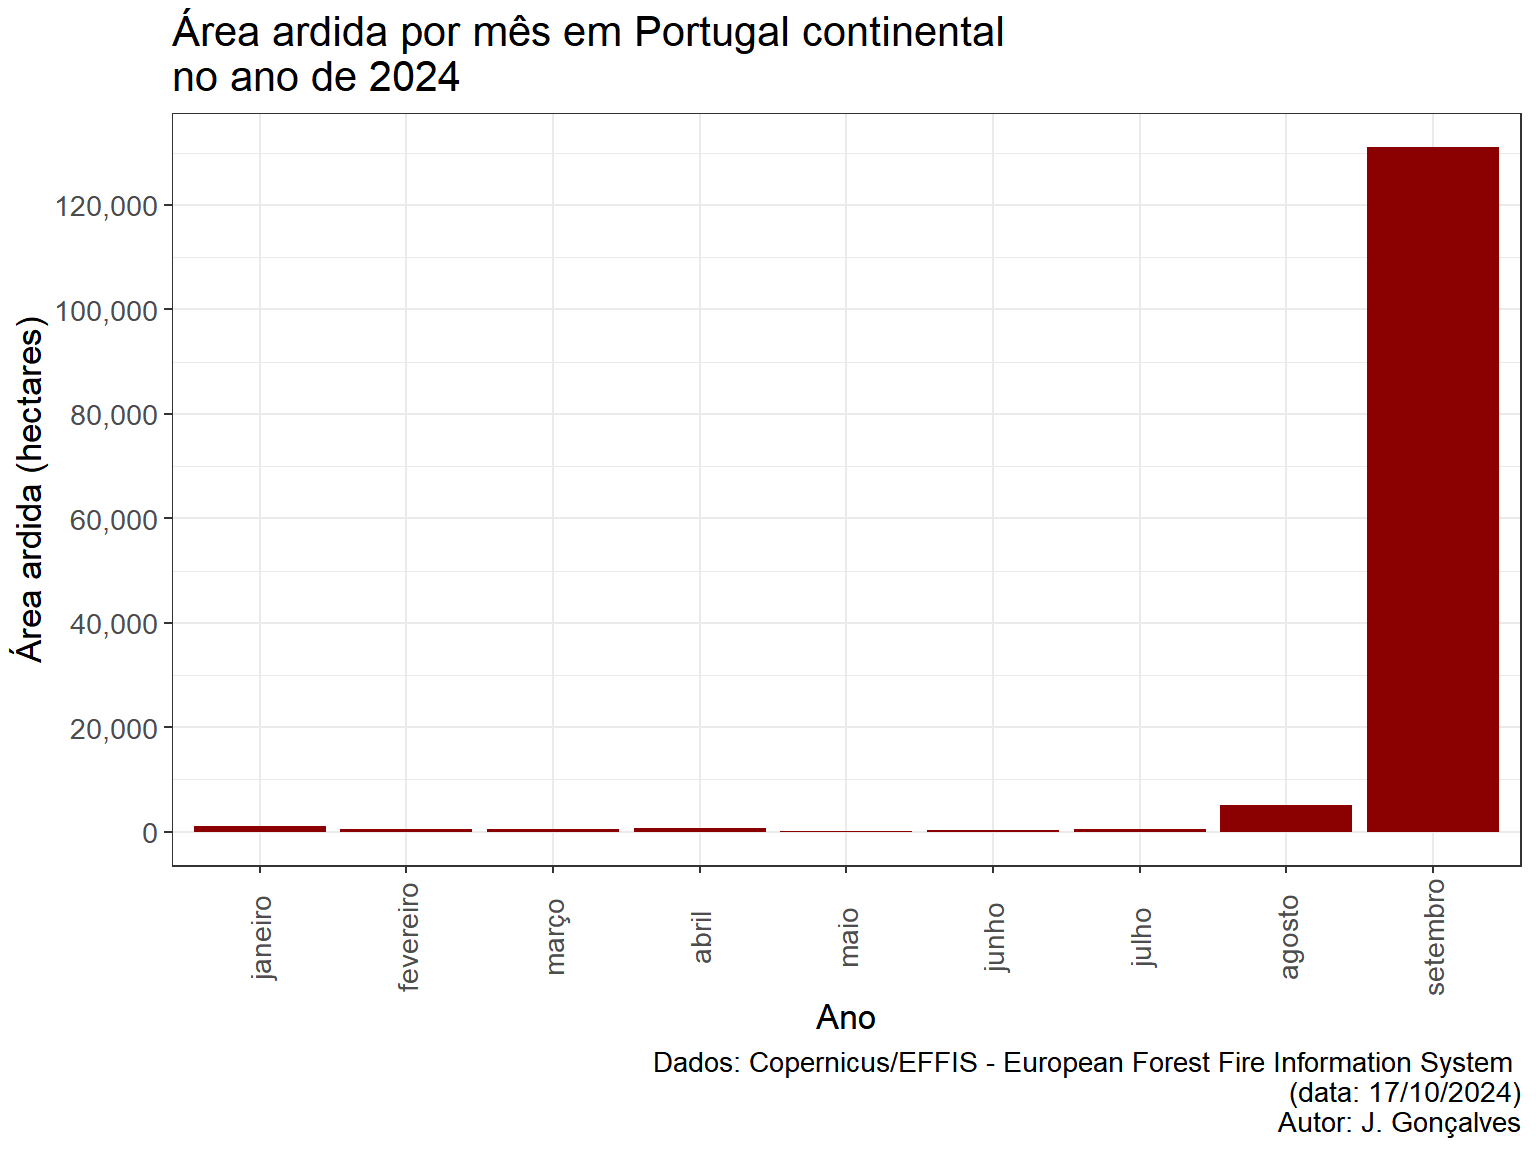 Área ardida por mês em Portugal continental
no ano de 2024
Área ardida (hectares)
120,000
100,000
80,000
60,000
40,000
20,000
0
janeiro
fevereiro
março
abril
maio
junho
julho
agosto
setembro
Ano
Dados: Copernicus/EFFIS - European Forest Fire Information System
(data: 17/10/2024)
Autor: J. Gonçalves